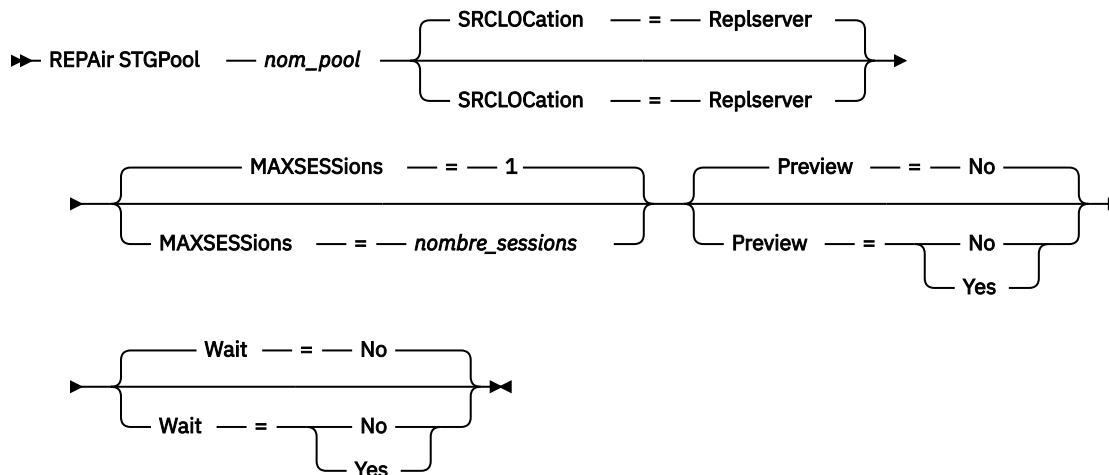 SRCLOCation = Replserver
REPAir STGPool nom_pool
SRCLOCation = Replserver
MAXSESSions = 1 Preview = No
MAXSESSions = nombre_sessions Preview = No
Yes
Wait = No
Wait = No
Yes